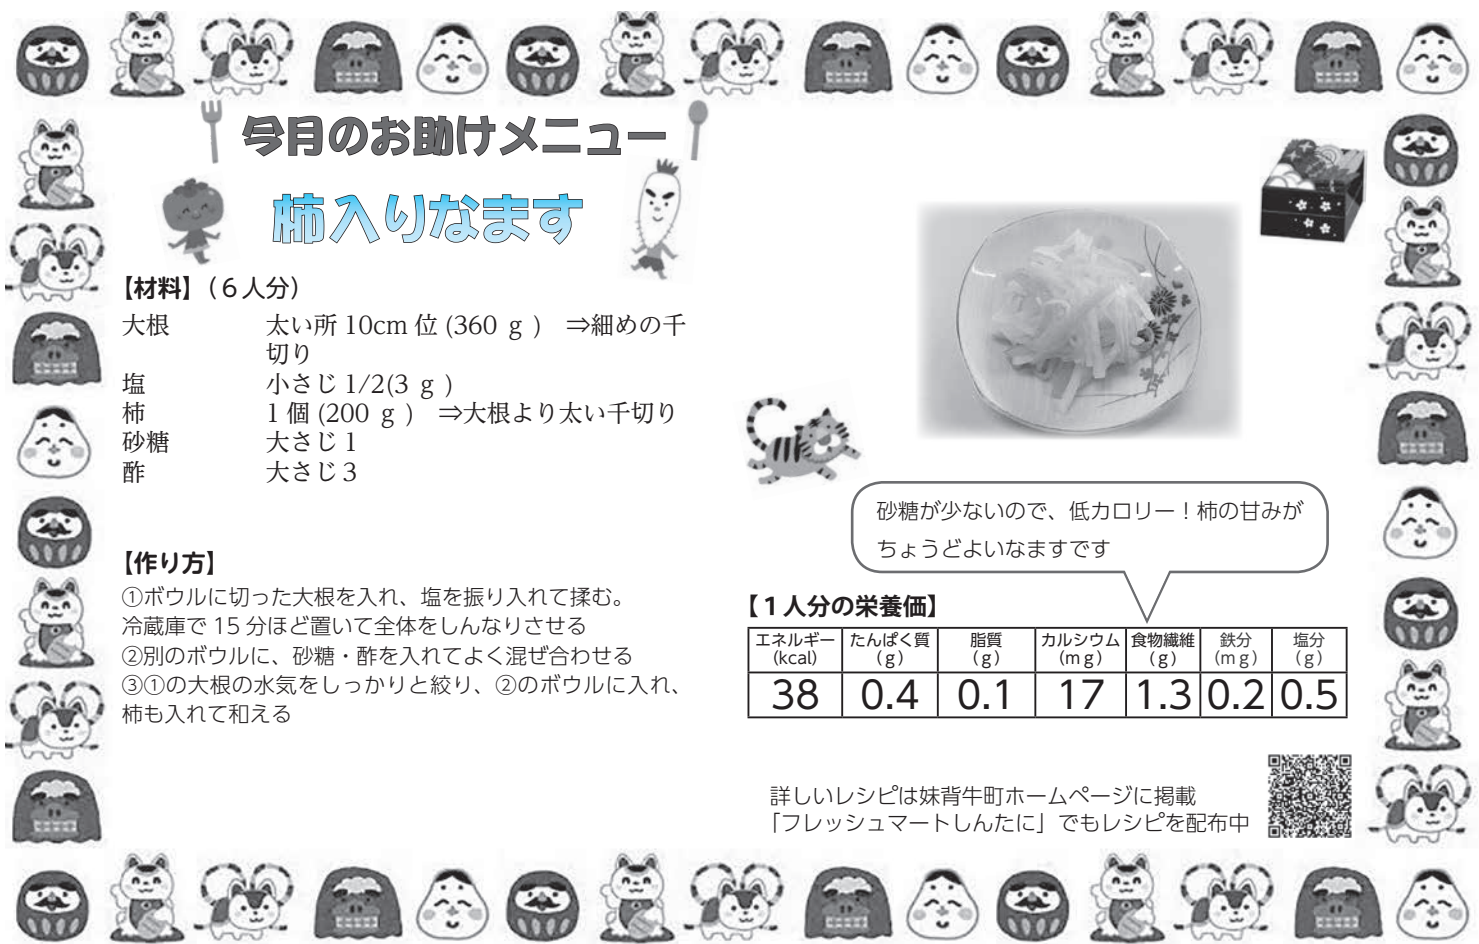 今月のお助けメニュー
柿入りなます
【材料】（６人分）
大根　太い所 10cm 位 (360 ｇ )　⇒細めの千
切り
塩　小さじ 1/2(3 ｇ )
柿　１個 (200 ｇ )　⇒大根より太い千切り
砂糖　大さじ１
酢　大さじ３
【作り方】
①ボウルに切った大根を入れ、塩を振り入れて揉む。
冷蔵庫で 15 分ほど置いて全体をしんなりさせる
②別のボウルに、砂糖・酢を入れてよく混ぜ合わせる
③①の大根の水気をしっかりと絞り、②のボウルに入れ、
柿も入れて和える
砂糖が少ないので、低カロリー！柿の甘みが
ちょうどよいなますです
【１人分の栄養価】
エネルギー たんぱく質 脂質 カルシウム 食物繊維 鉄分 塩分
(kcal) (ｇ) (ｇ) (ｍｇ) (ｇ) (ｍｇ) (ｇ)
38 0.4 0.1 17 1.3 0.2 0.5
詳しいレシピは妹背牛町ホームページに掲載
「フレッシュマートしんたに」でもレシピを配布中